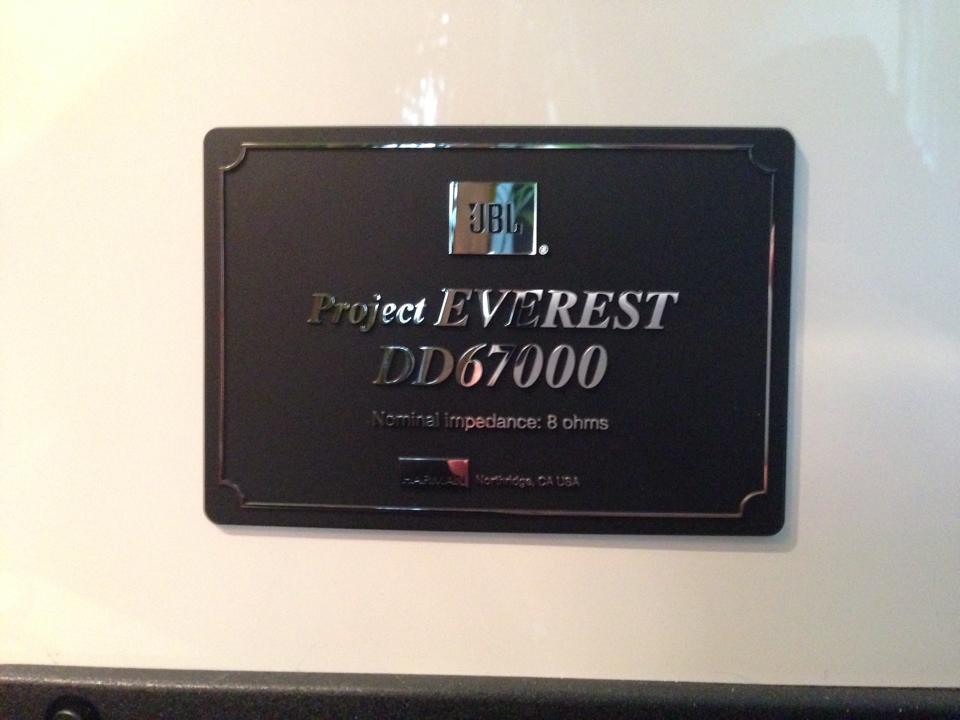 JBL®
Project EVEREST
DD67000
Nominal impedance: 8 ohms
HARMAN Northridge, CA USA